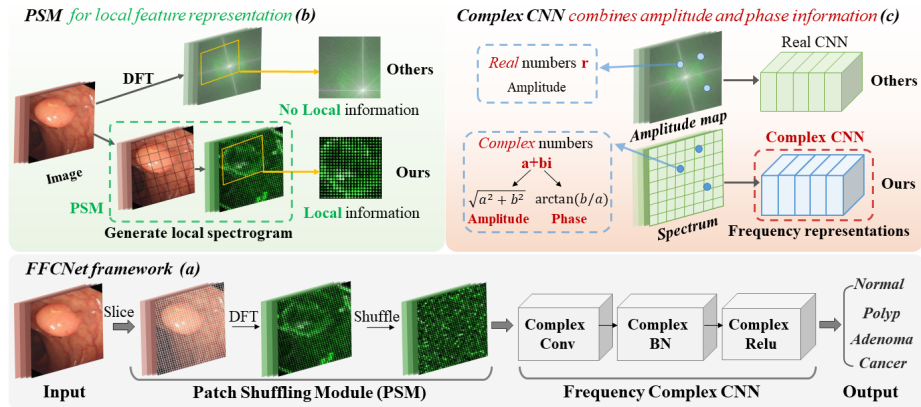 PSM for local feature representation (b)
DFT
Others
No Local information
Image
PSM
Ours
Local information
Generate local spectrogram
Complex CNN combines amplitude and phase information (c)
Real numbers r
Amplitude
Real CNN
Others
Amplitude map
Complex numbers
a+bi
√a² + b²
arctan(b/a)
Amplitude
Phase
Complex CNN
Ours
Spectrum
Frequency representations
FFCNet framework (a)
Slice
DFT
Shuffle
Complex
Conv
Complex
BN
Complex
Relu
Normal
Polyp
Adenoma
Cancer
Input
Patch Shuffling Module (PSM)
Frequency Complex CNN
Output